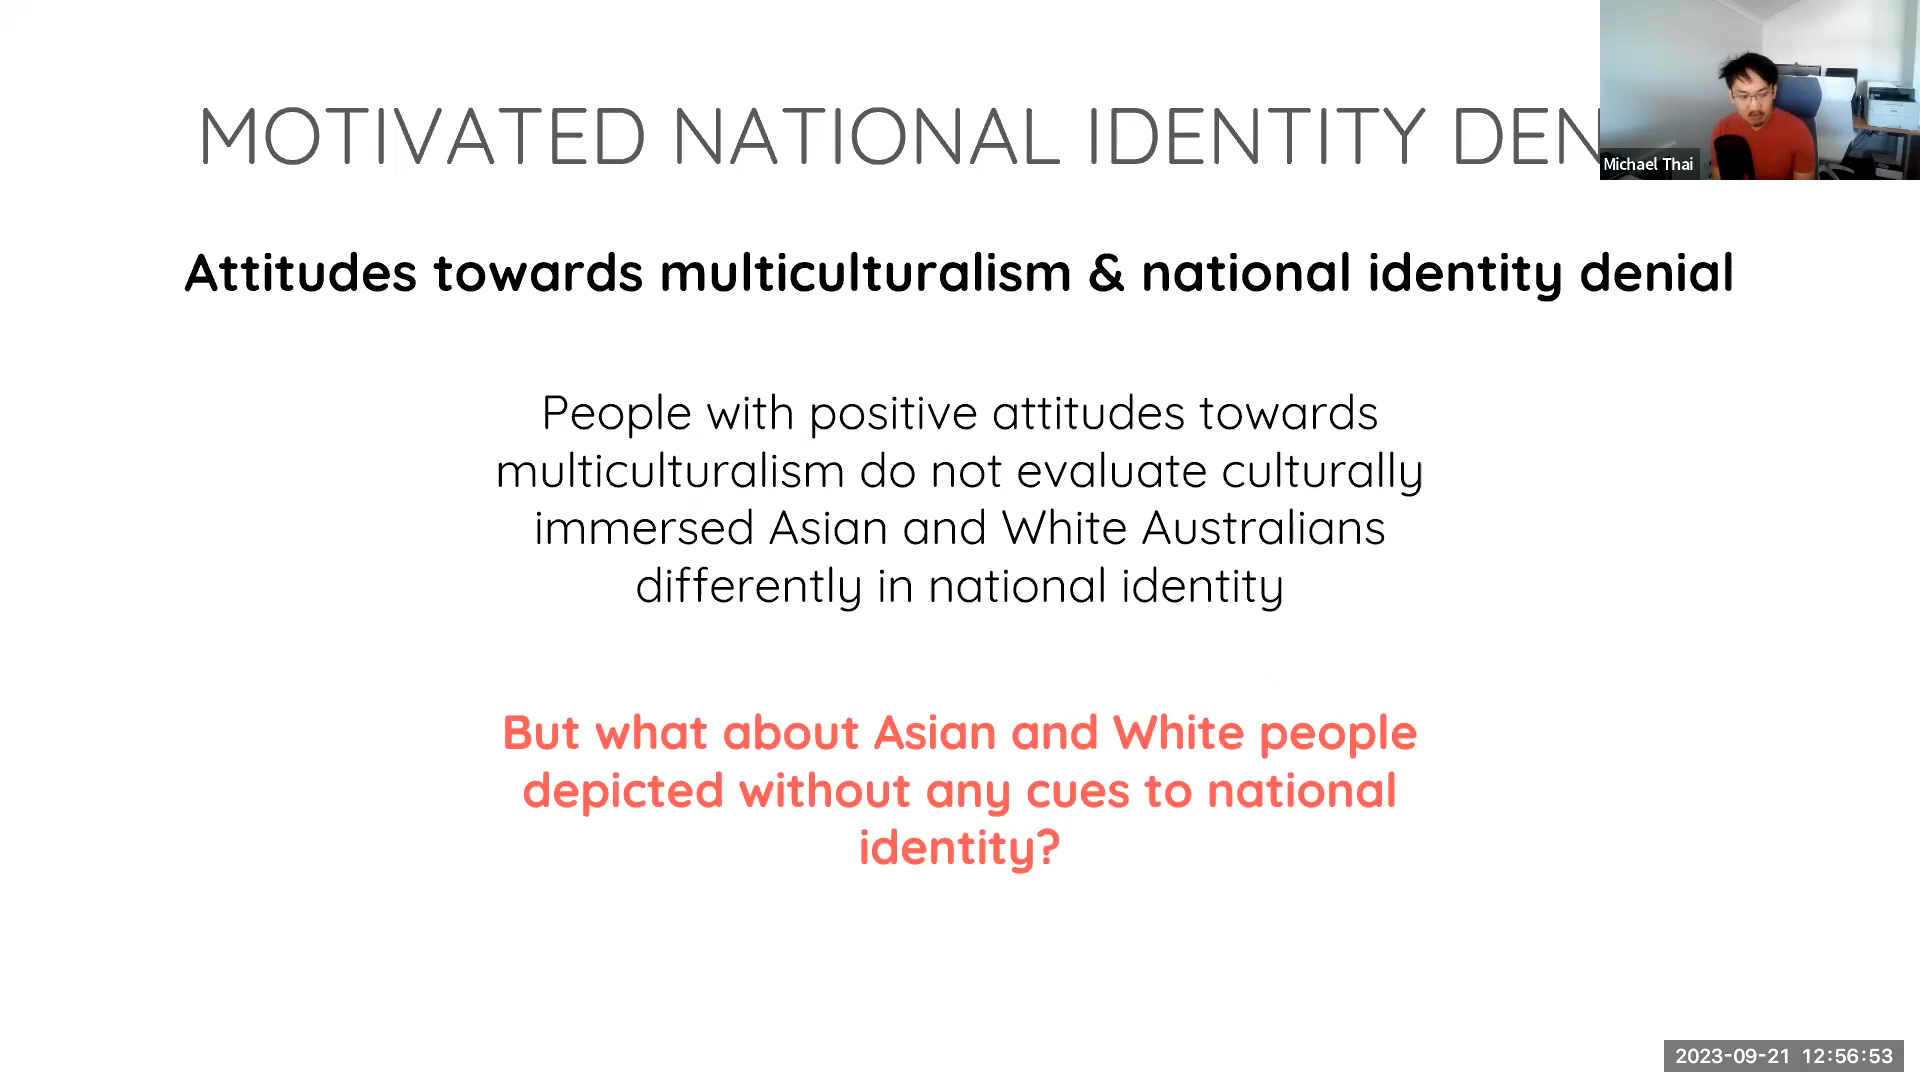 MOTIVATED NATIONAL IDENTITY DEN
Michael Thai
Attitudes towards multiculturalism & national identity denial
People with positive attitudes towards
multiculturalism do not evaluate culturally
immersed Asian and White Australians
differently in national identity
But what about Asian and White people
depicted without any cues to national
identity?
2023-09-21 12:56:53